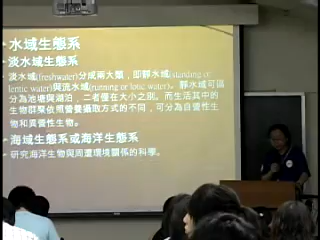 水域生態系
淡水域生態系
淡水域(freshwater)分成兩大類，即靜水域(standing or
lentic water)與流水域(running or lotic water)。靜水域可區
分為池塘與湖泊，二者僅在大小之別。而生活其中的
生物群聚依照營養攝取方式的不同，可分為自營性生
物和異營性生物。
海域生態系或海洋生態系
研究海洋生物與周遭環境關係的科學。